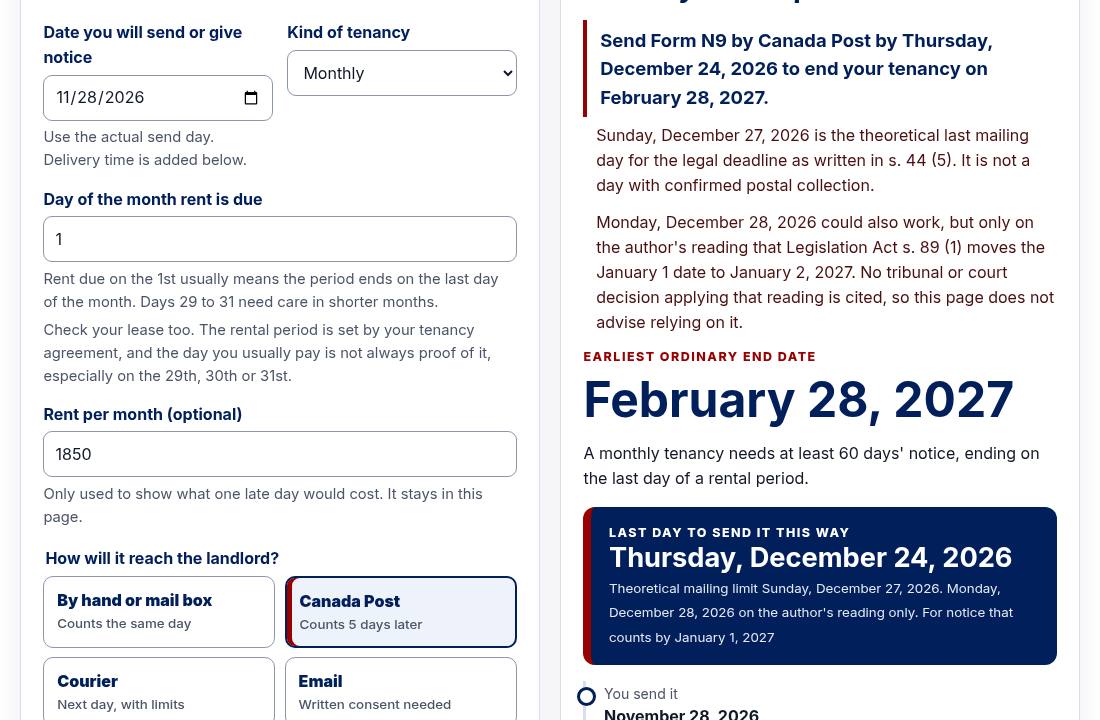 Date you will send or give
notice
11/28/2026
Use the actual send day.
Delivery time is added below.
Kind of tenancy
Monthly
Day of the month rent is due
1
Rent due on the 1st usually means the period ends on the last day
of the month. Days 29 to 31 need care in shorter months.
Check your lease too. The rental period is set by your tenancy
agreement, and the day you usually pay is not always proof of it,
especially on the 29th, 30th or 31st.
Rent per month (optional)
1850
Only used to show what one late day would cost. It stays in this
page.
How will it reach the landlord?
By hand or mail box
Counts the same day
Canada Post
Counts 5 days later
Courier
Next day, with limits
Email
Written consent needed
Send Form N9 by Canada Post by Thursday,
December 24, 2026 to end your tenancy on
February 28, 2027.
Sunday, December 27, 2026 is the theoretical last mailing
day for the legal deadline as written in s. 44 (5). It is not a
day with confirmed postal collection.
Monday, December 28, 2026 could also work, but only on
the author's reading that Legislation Act s. 89 (1) moves the
January 1 date to January 2, 2027. No tribunal or court
decision applying that reading is cited, so this page does not
advise relying on it.
EARLIEST ORDINARY END DATE
February 28, 2027
A monthly tenancy needs at least 60 days' notice, ending on
the last day of a rental period.
LAST DAY TO SEND IT THIS WAY
Thursday, December 24, 2026
Theoretical mailing limit Sunday, December 27, 2026. Monday,
December 28, 2026 on the author's reading only. For notice that
counts by January 1, 2027
You send it
November 28, 2026